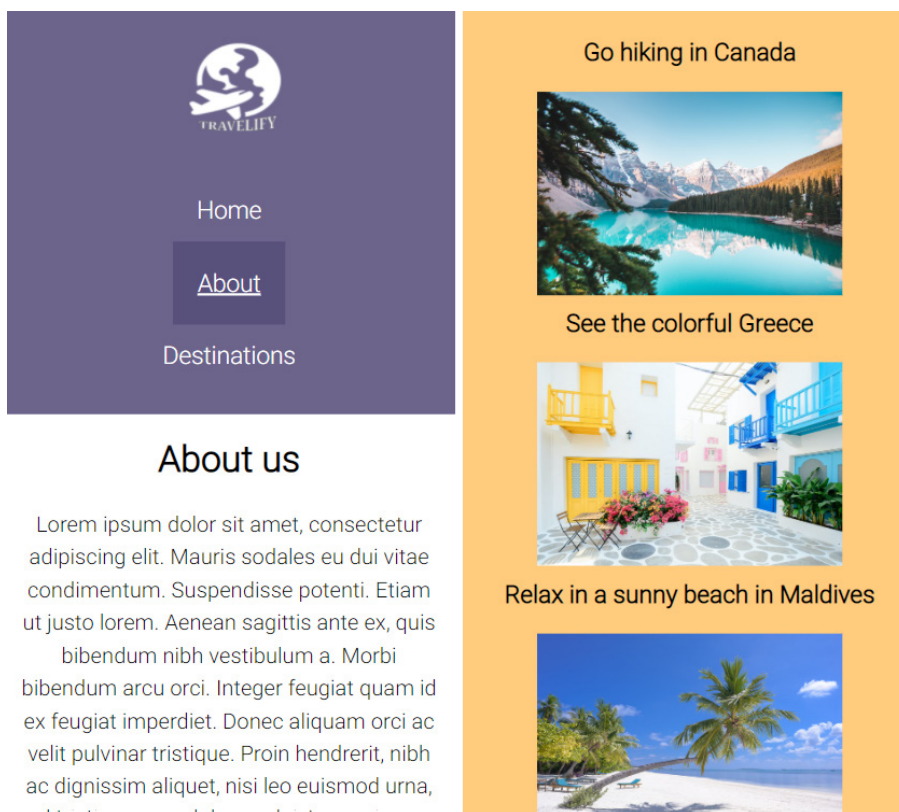 TRAVELIFY
Home
About
Destinations
About us
Lorem ipsum dolor sit amet, consectetur
adipiscing elit. Mauris sodales eu dui vitae
condimentum. Suspendisse potenti. Etiam
ut justo lorem. Aenean sagittis ante ex, quis
bibendum nibh vestibulum a. Morbi
bibendum arcu orci. Integer feugiat quam id
ex feugiat imperdiet. Donec aliquam orci ac
velit pulvinar tristique. Proin hendrerit, nibh
ac dignissim aliquet, nisi leo euismod urna,
Go hiking in Canada
See the colorful Greece
Relax in a sunny beach in Maldives